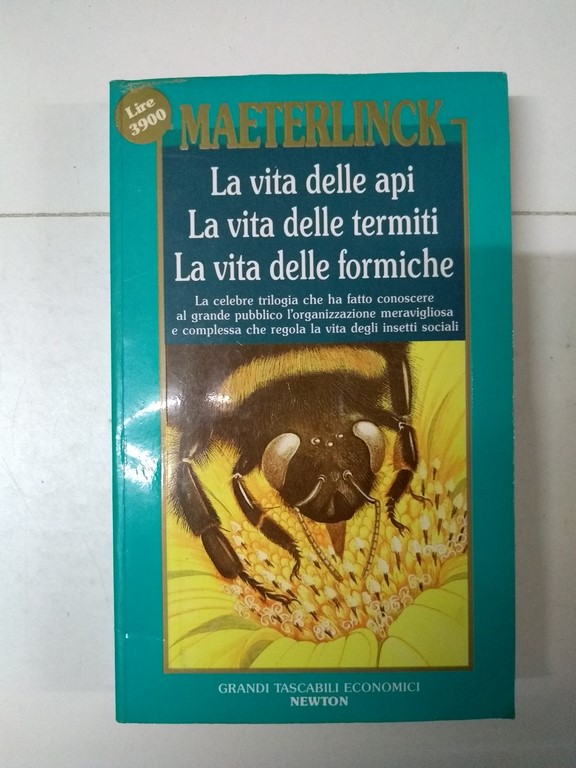 Lire
3900
MAETERLINCK
La vita delle api
La vita delle termiti
La vita delle formiche
La celebre trilogia che ha fatto conoscere
al grande pubblico l'organizzazione meravigliosa
e complessa che regola la vita degli insetti sociali
GRANDI TASCABILI ECONOMICI
NEWTON